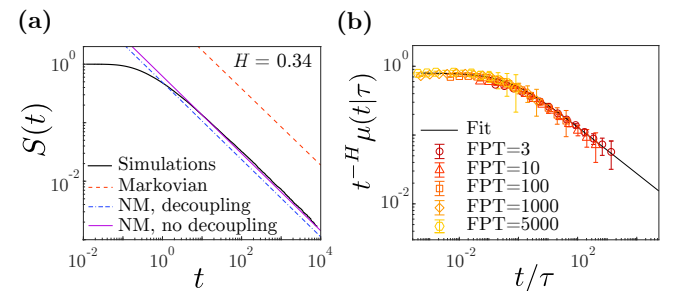 (a)
H = 0.34
10^0
10^-2
S(t)
Simulations
Markovian
NM, decoupling
NM, no decoupling
10^-2 10^0 10^2 10^4
t
(b)
10^0
10^-2
t^-H μ(t|τ)
Fit
FPT=3
FPT=10
FPT=100
FPT=1000
FPT=5000
10^-2 10^0 10^2
t/τ